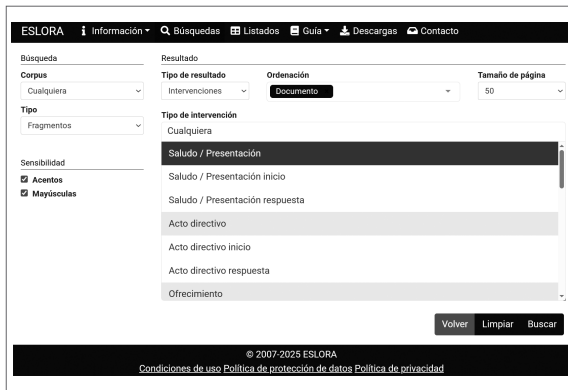 ESLORA Información Búsquedas Listados Guía Descargas Contacto
Búsqueda Resultado
Corpus Tipo de resultado Ordenación Tamaño de página
Cualquiera Intervenciones Documento 50
Tipo
Fragmentos
Tipo de intervención
Cualquiera
Sensibilidad
Acentos
Mayúsculas
Saludo / Presentación
Saludo / Presentación inicio
Saludo / Presentación respuesta
Acto directivo
Acto directivo inicio
Acto directivo respuesta
Ofrecimiento
Volver Limpiar Buscar
© 2007-2025 ESLORA
Condiciones de uso Política de protección de datos Política de privacidad